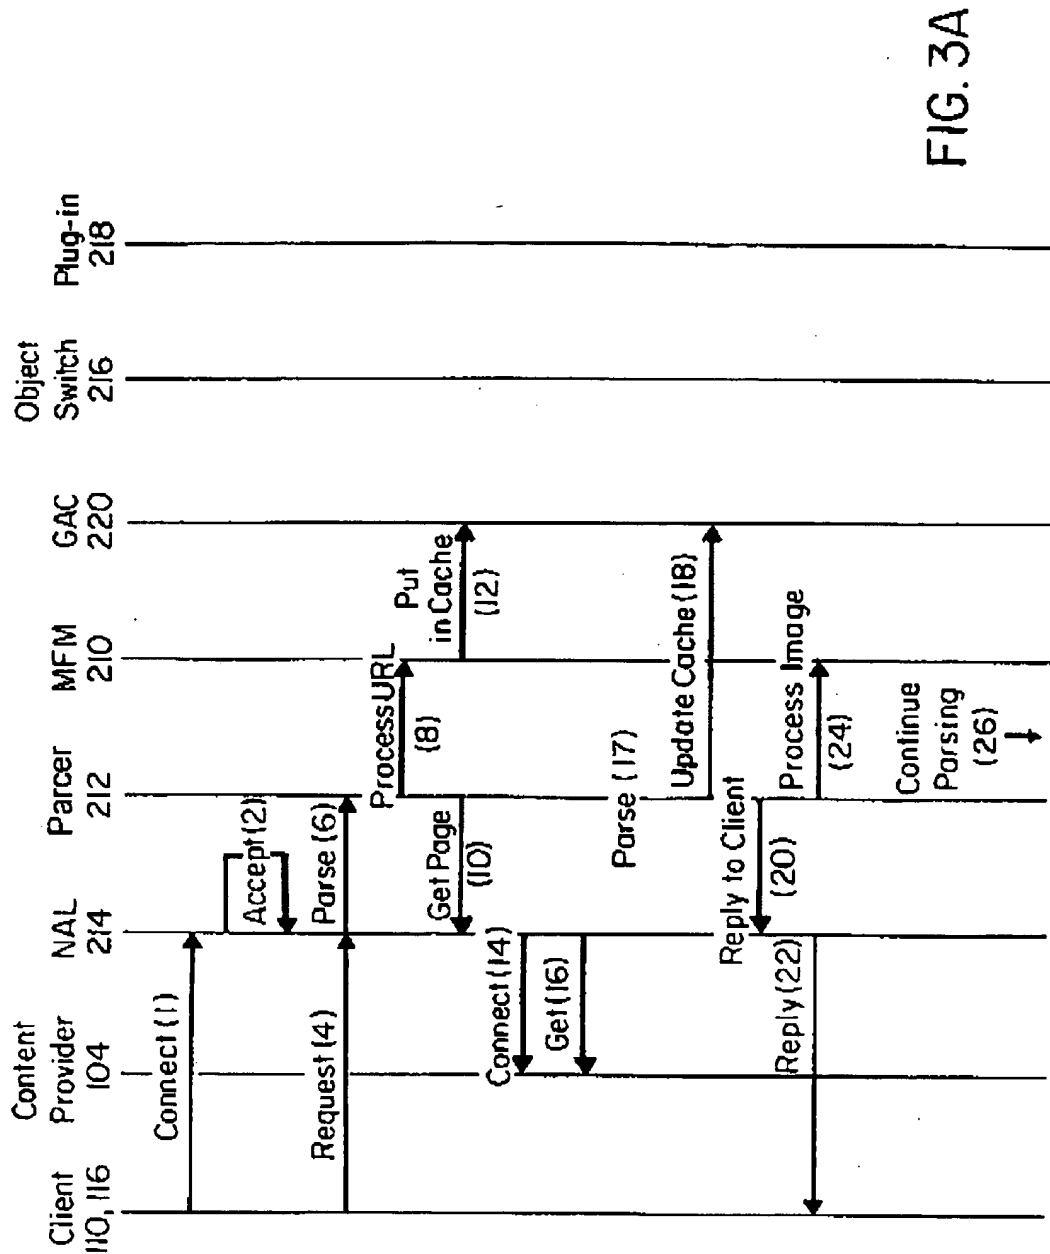 Client
110, 116
Content
Provider
104
NAL
214
Parcer
212
MFM
210
GAC
220
Object
Switch
216
Plug-in
218
Connect (1)
Accept (2)
Request (4)
Parse (6)
Process URL
(8)
Get Page
(10)
Put
in Cache
(12)
Connect (14)
Get (16)
Parse (17)
Update Cache (18)
Reply to Client
(20)
Reply (22)
Process Image
(24)
Continue
Parsing
(26)
FIG. 3A